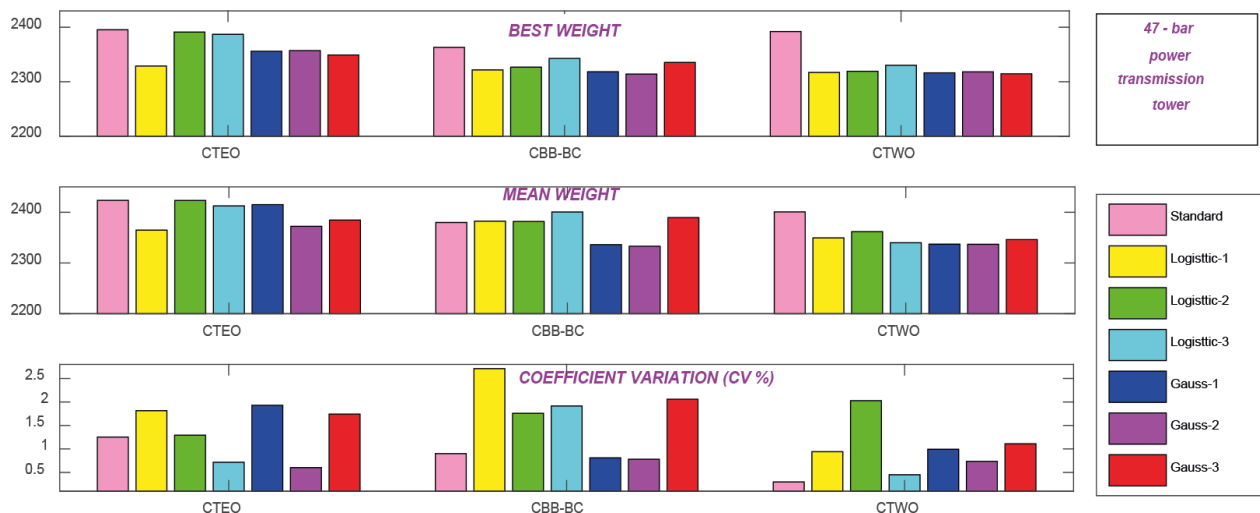 2400
2300
2200
BEST WEIGHT
CTEO
CBB-BC
CTWO
47 - bar
power
transmission
tower
2400
2300
2200
MEAN WEIGHT
CTEO
CBB-BC
CTWO
2.5
2
1.5
1
0.5
COEFFICIENT VARIATION (CV %)
CTEO
CBB-BC
CTWO
Standard
Logisttic-1
Logisttic-2
Logisttic-3
Gauss-1
Gauss-2
Gauss-3